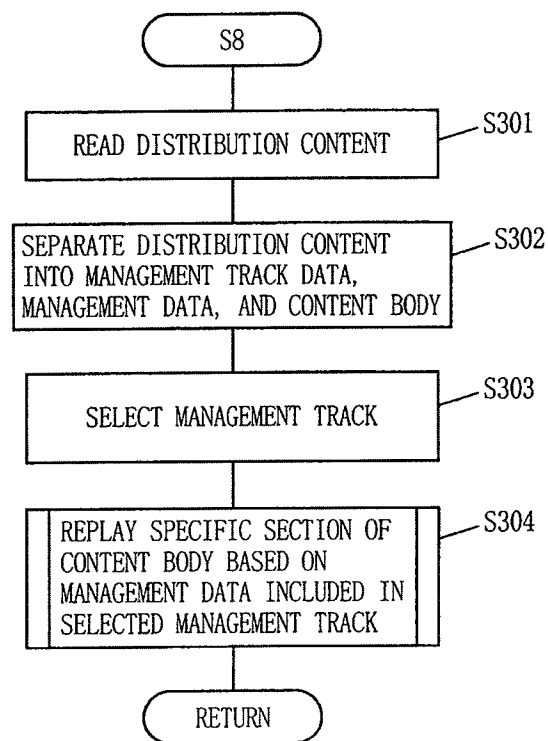 S8
READ DISTRIBUTION CONTENT
S301
SEPARATE DISTRIBUTION CONTENT
INTO MANAGEMENT TRACK DATA,
MANAGEMENT DATA, AND CONTENT BODY
S302
SELECT MANAGEMENT TRACK
S303
REPLAY SPECIFIC SECTION OF
CONTENT BODY BASED ON
MANAGEMENT DATA INCLUDED IN
SELECTED MANAGEMENT TRACK
S304
RETURN